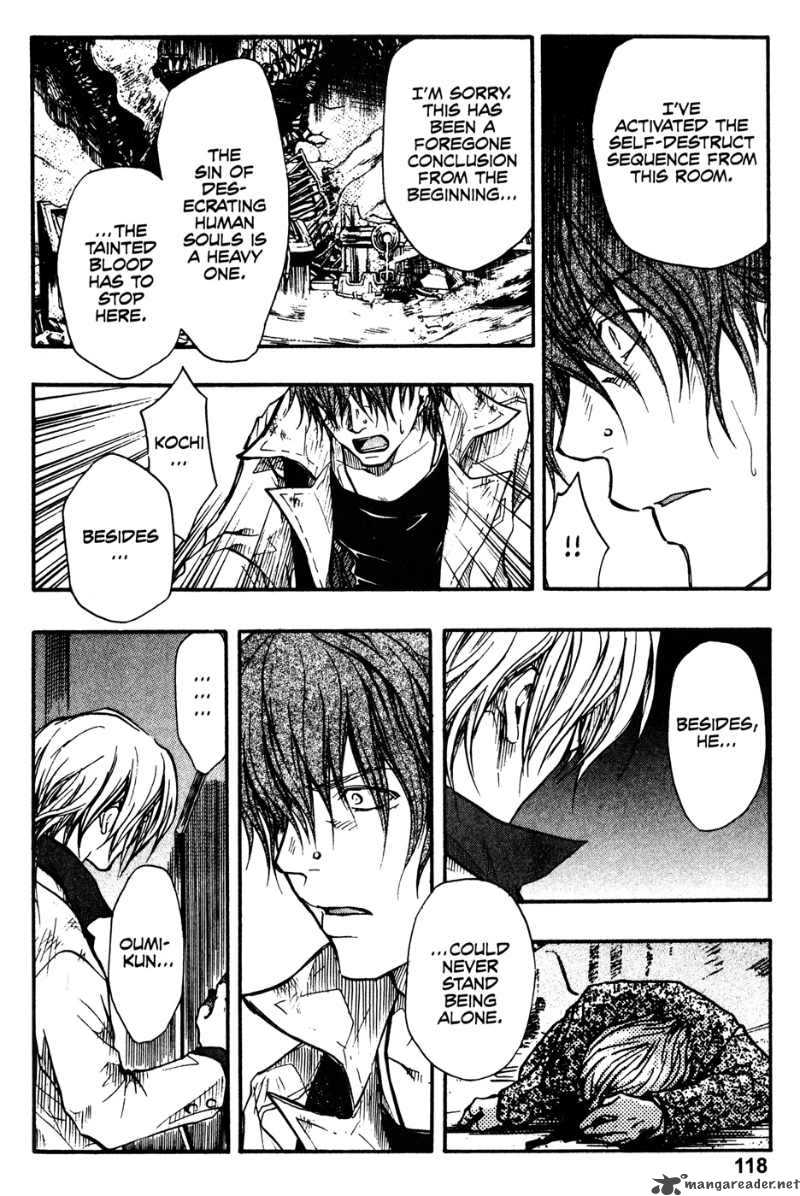 I'VE
ACTIVATED THE
SELF-DESTRUCT
SEQUENCE FROM
THIS ROOM.
!!
I'M SORRY.
THIS HAS
BEEN A
FOREGONE
CONCLUSION
FROM THE
BEGINNING...
THE
SIN OF
DES-
ECRATING
HUMAN
SOULS IS
A HEAVY
ONE.
...THE
TAINTED
BLOOD
HAS TO
STOP
HERE.
KOCHI
...
BESIDES
...
BESIDES,
HE...
...COULD
NEVER
STAND
BEING
ALONE.
...
...
...
OUMI-
KUN...
118
mangareader.net